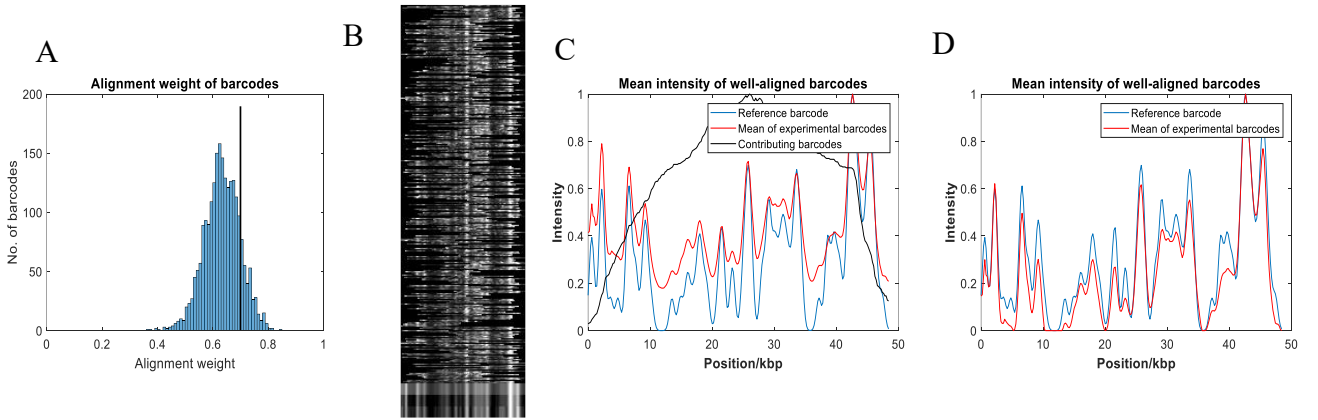 A
Alignment weight of barcodes
No. of barcodes
200
150
100
50
0
0 0.2 0.4 0.6 0.8 1
Alignment weight
B
C
Mean intensity of well-aligned barcodes
Intensity
1
0.8
0.6
0.4
0.2
0
Reference barcode
Mean of experimental barcodes
Contributing barcodes
0 10 20 30 40 50
Position/kbp
D
Mean intensity of well-aligned barcodes
Intensity
1
0.8
0.6
0.4
0.2
0
Reference barcode
Mean of experimental barcodes
0 10 20 30 40 50
Position/kbp